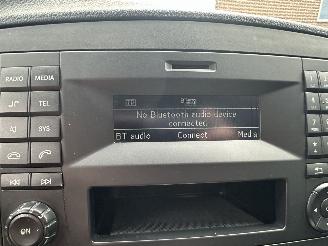 RADIO MEDIA
TEL
No Bluetooth audio device
connected.
SYS
BT audio Connect Media
ON